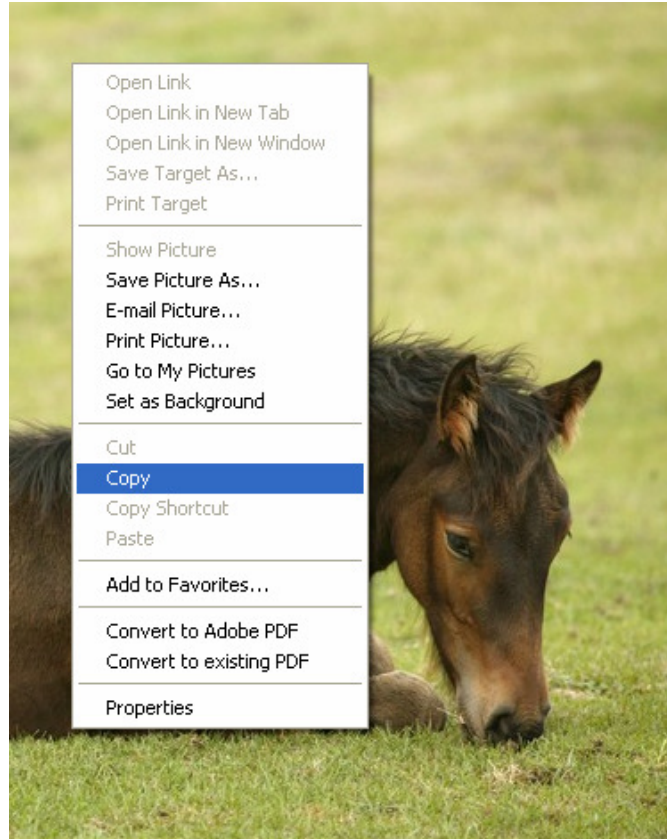 Open Link
Open Link in New Tab
Open Link in New Window
Save Target As...
Print Target
Show Picture
Save Picture As...
E-mail Picture...
Print Picture...
Go to My Pictures
Set as Background
Cut
Copy
Copy Shortcut
Paste
Add to Favorites...
Convert to Adobe PDF
Convert to existing PDF
Properties